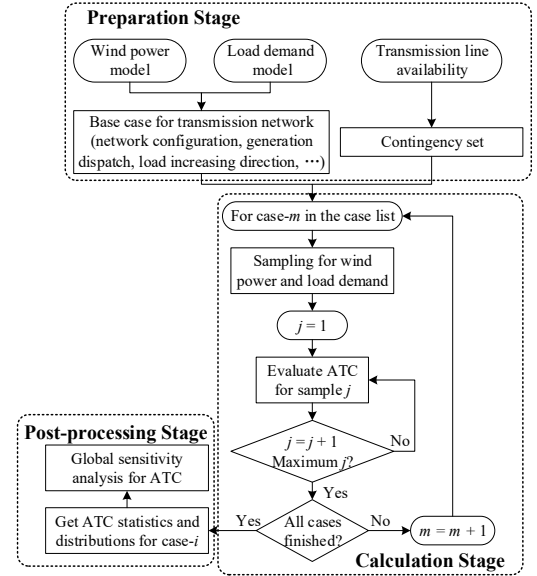 Preparation Stage
Wind power
model
Load demand
model
Transmission line
availability
Base case for transmission network
(network configuration, generation
dispatch, load increasing direction, ⋯)
Contingency set
For case-m in the case list
Sampling for wind
power and load demand
j = 1
Evaluate ATC
for sample j
j = j + 1
Maximum j?
No
Yes
All cases
finished?
Yes
No
m = m + 1
Calculation Stage
Post-processing Stage
Global sensitivity
analysis for ATC
Get ATC statistics and
distributions for case-i